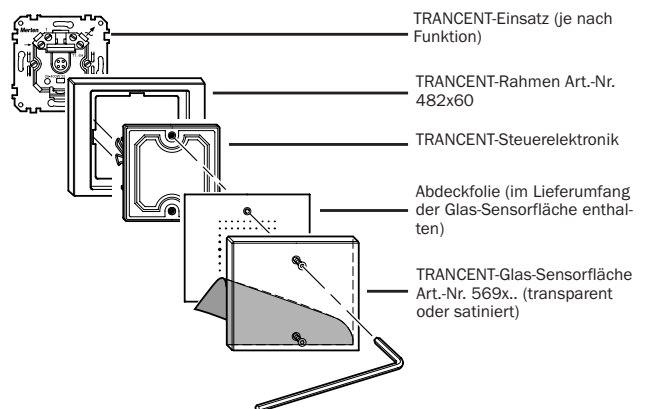 TRANCENT-Einsatz (je nach
Funktion)
Merten
TRANCENT-Rahmen Art.-Nr.
482x60
TRANCENT-Steuerelektronik
Abdeckfolie (im Lieferumfang
der Glas-Sensorfläche enthal-
ten)
TRANCENT-Glas-Sensorfläche
Art.-Nr. 569x.. (transparent
oder satiniert)